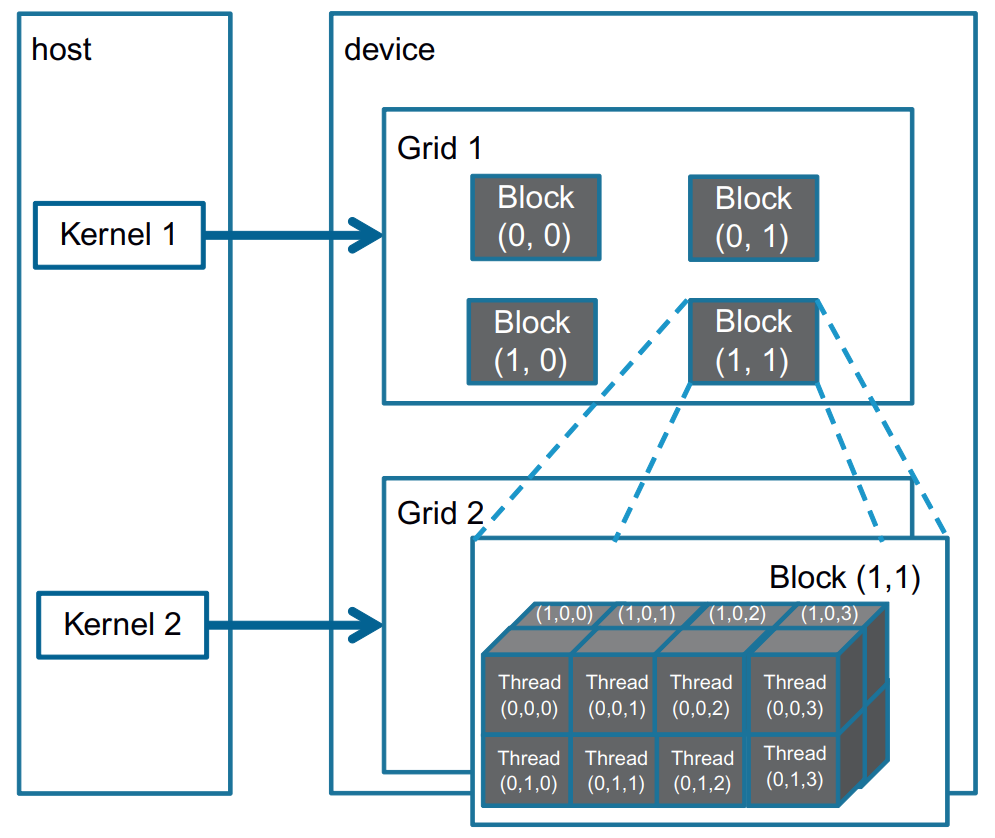 host
device
Grid 1
Block
(0, 0)
Block
(0, 1)
Kernel 1
Block
(1, 0)
Block
(1, 1)
Grid 2
Block (1,1)
Kernel 2
(1,0,0)
(1,0,1)
(1,0,2)
(1,0,3)
Thread
(0,0,0)
Thread
(0,0,1)
Thread
(0,0,2)
Thread
(0,0,3)
Thread
(0,1,0)
Thread
(0,1,1)
Thread
(0,1,2)
Thread
(0,1,3)